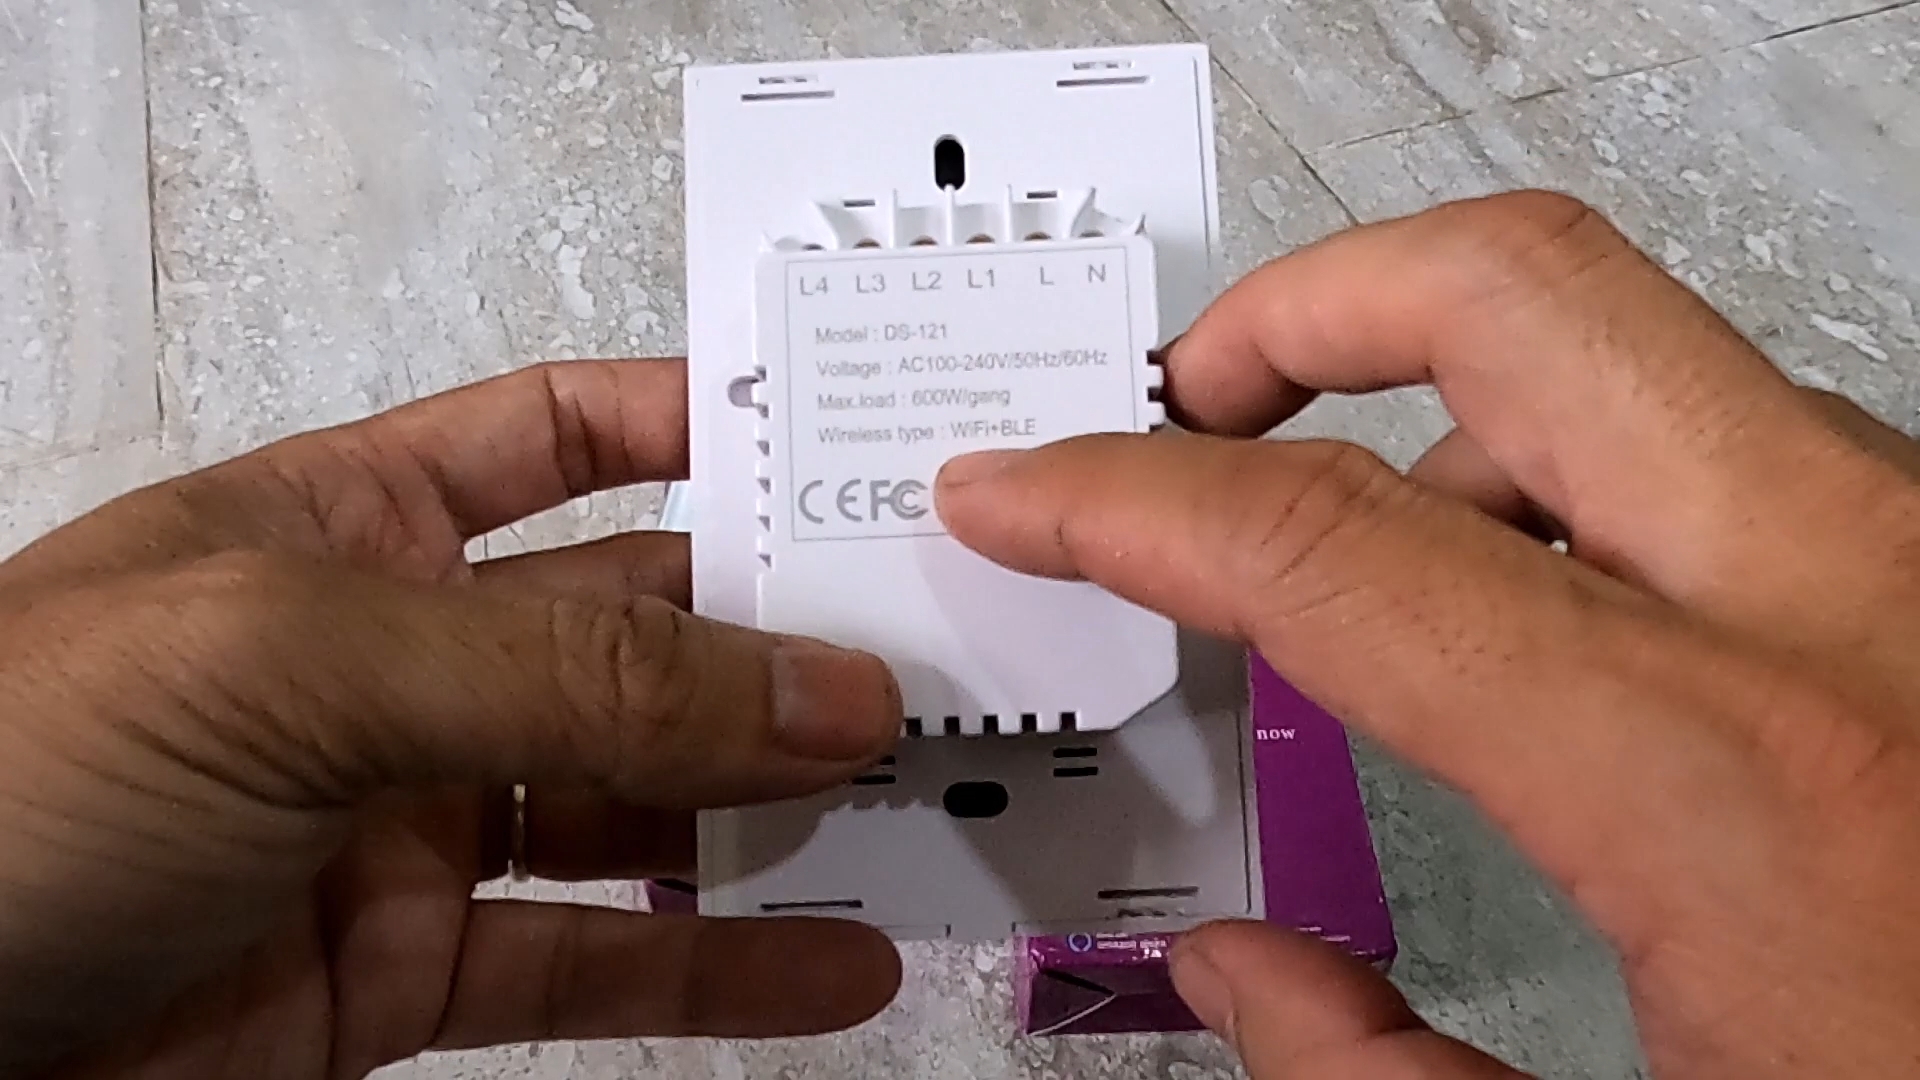 L4 L3 L2 L1 L N
Model : DS-121
Voltage : AC100-240V/50Hz/60Hz
Max.load : 600W/gang
Wireless type : WiFi+BLE
CE FC
now